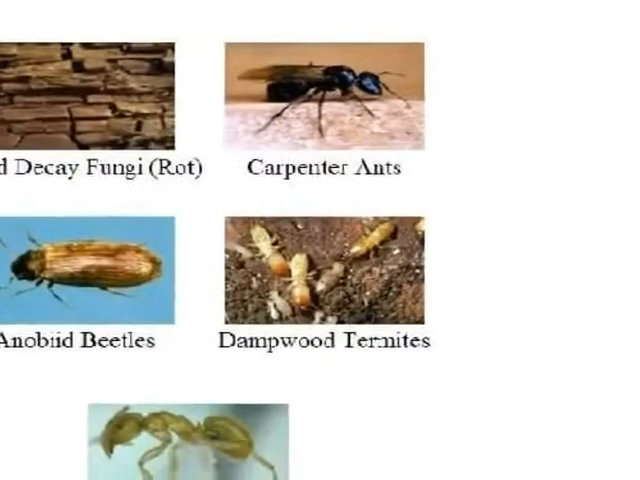 d Decay Fungi (Rot)
Carpenter Ants
Anobiid Beetles
Dampwood Termites